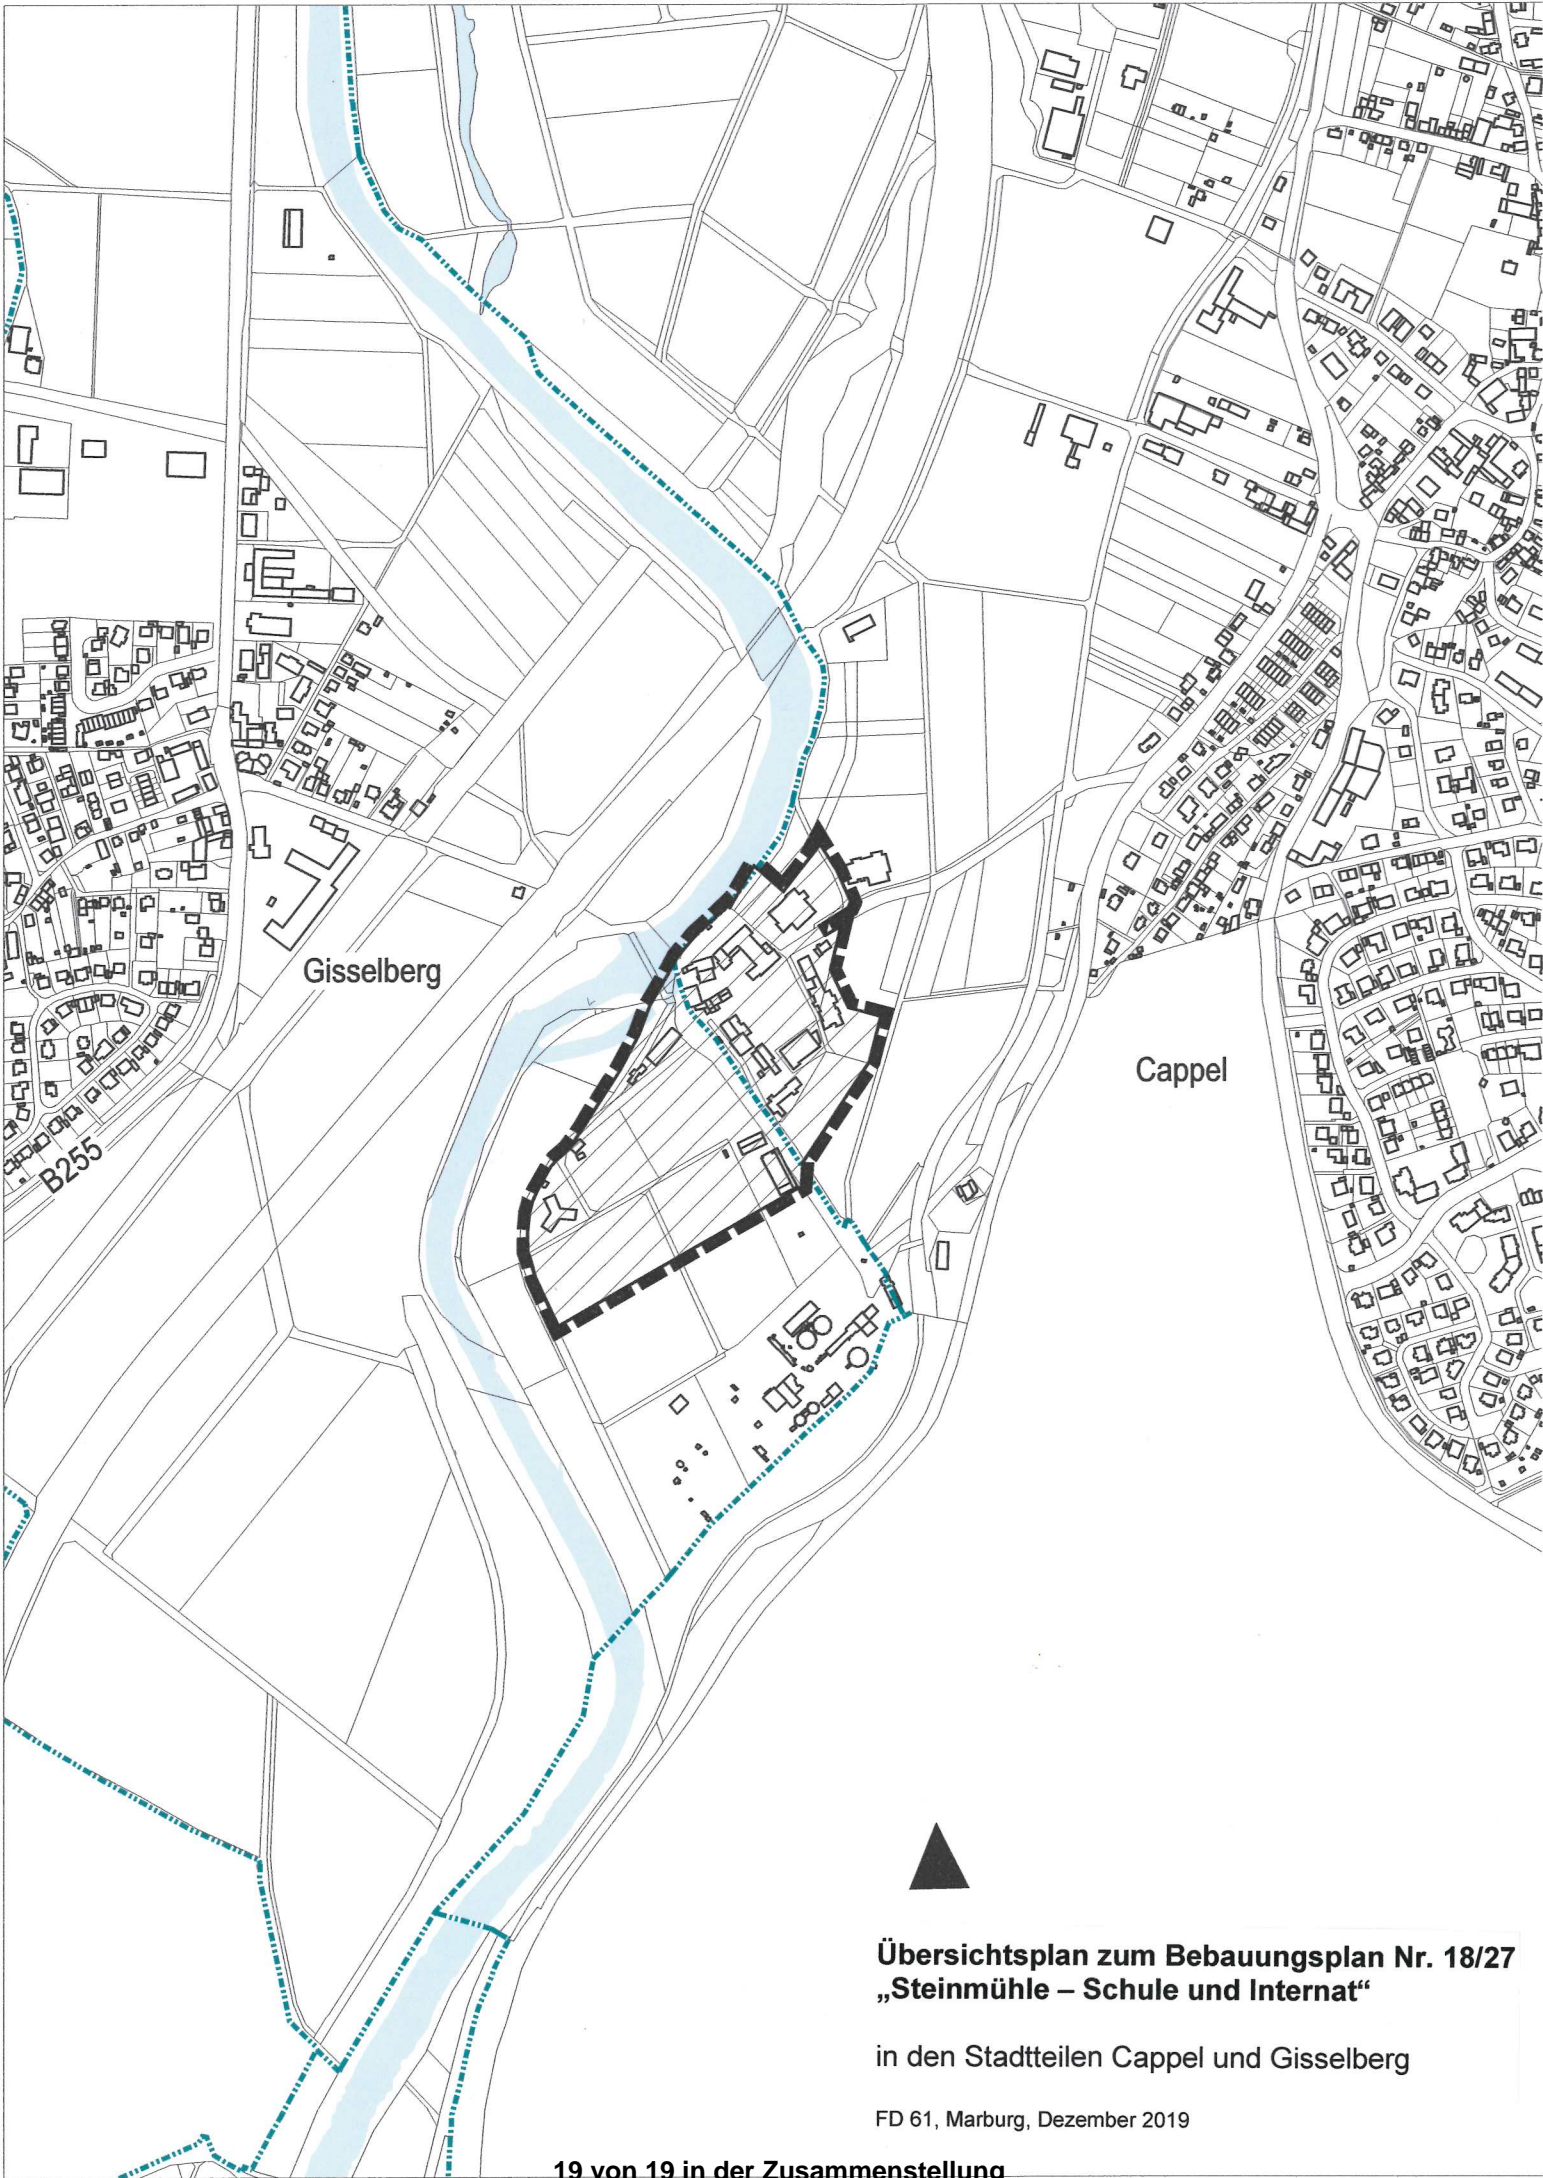 Gisselberg
Cappel
B255
Übersichtsplan zum Bebauungsplan Nr. 18/27
„Steinmühle – Schule und Internat“
in den Stadtteilen Cappel und Gisselberg
FD 61, Marburg, Dezember 2019
19 von 19 in der Zusammenstellung